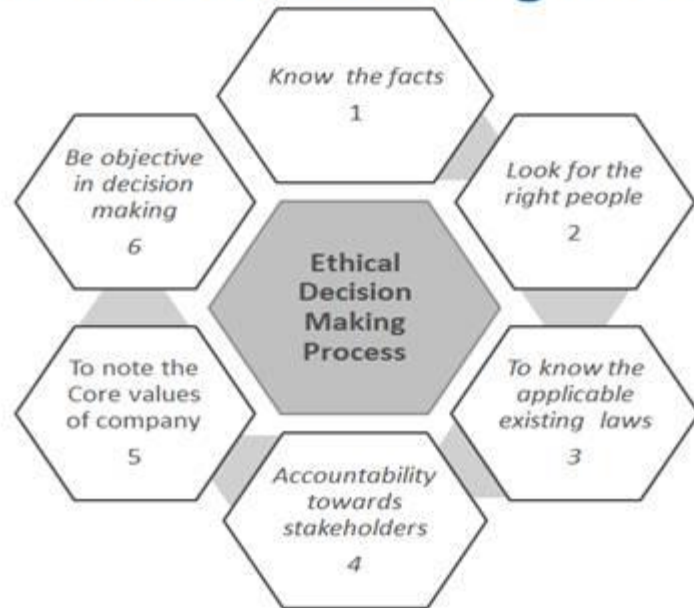 Know the facts
1
Look for the
right people
2
To know the
applicable
existing laws
3
Accountability
towards
stakeholders
4
To note the
Core values
of company
5
Be objective
in decision
making
6
Ethical
Decision
Making
Process